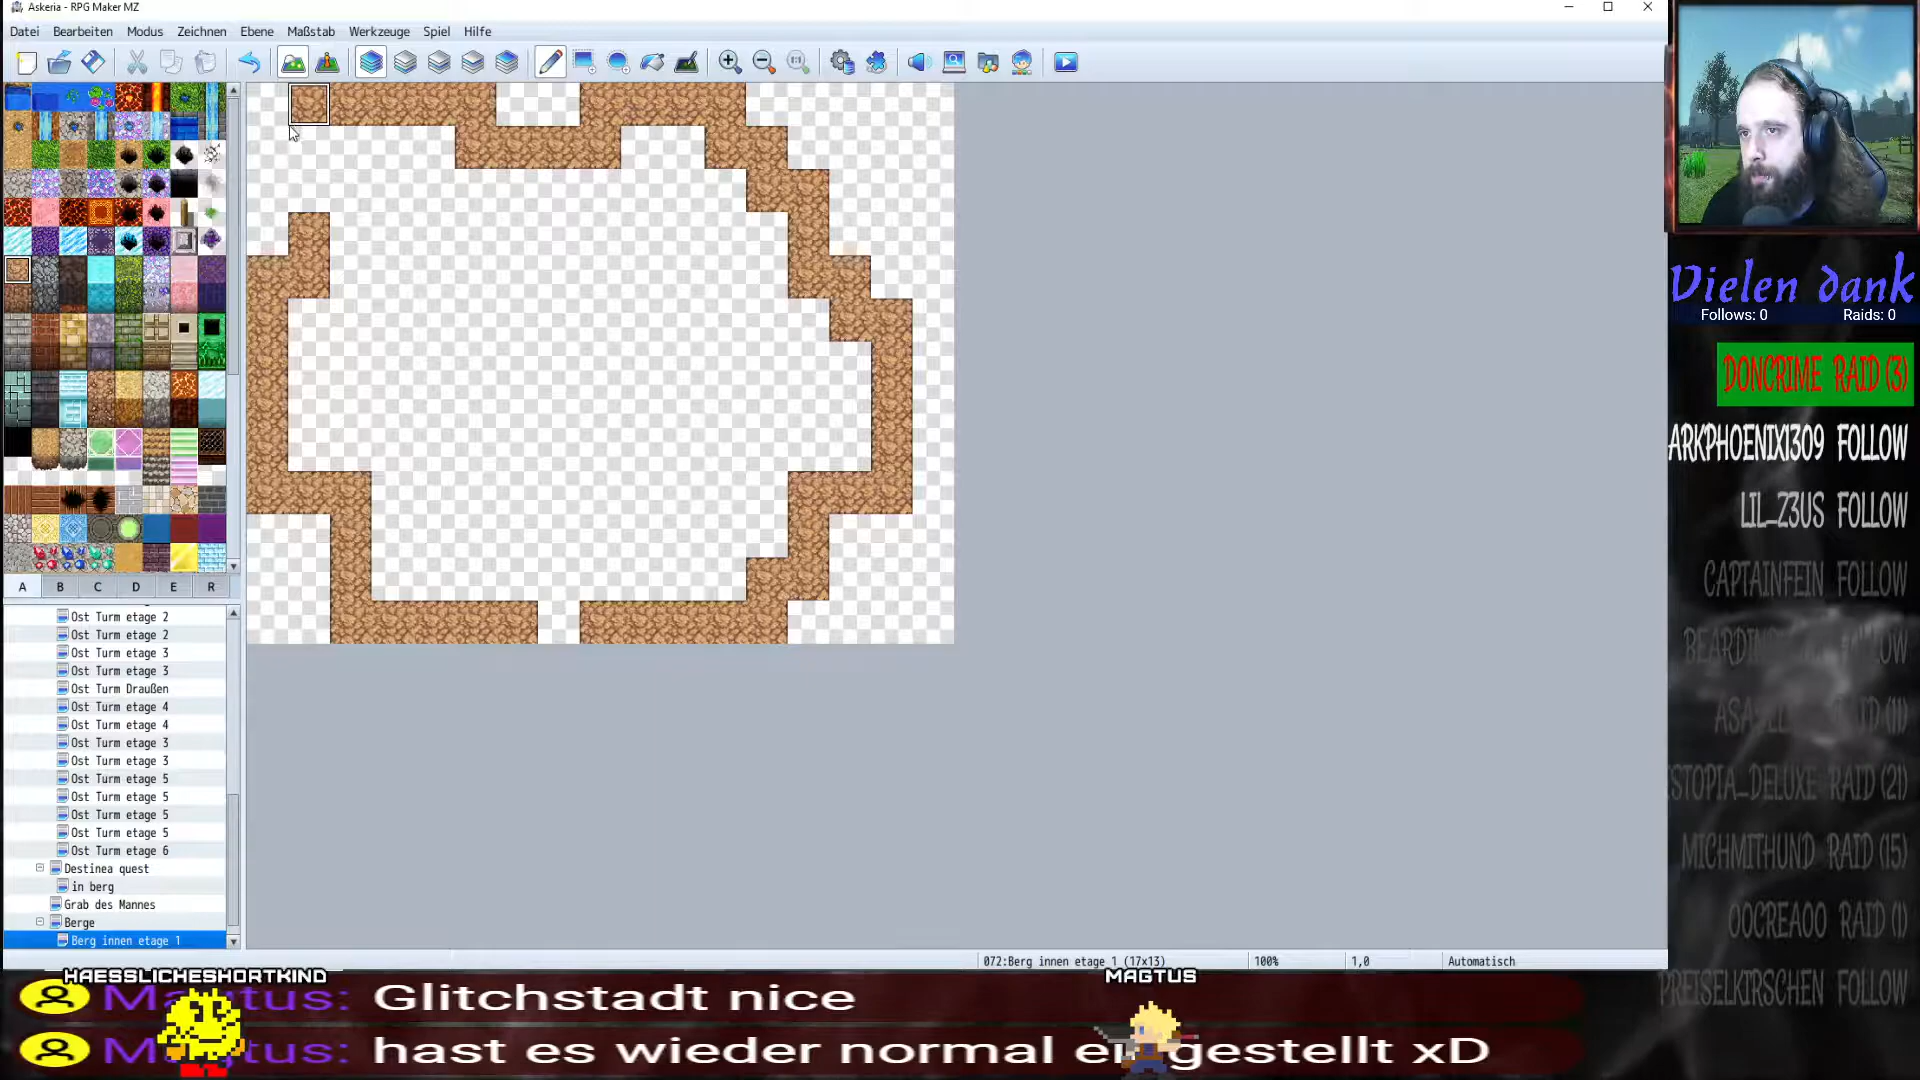 Askeria - RPG Maker MZ
Datei Bearbeiten Modus Zeichnen Ebene Maßstab Werkzeuge Spiel Hilfe
1:1
A B C D E R
Ost Turm etage 2
Ost Turm etage 2
Ost Turm etage 3
Ost Turm etage 3
Ost Turm Draußen
Ost Turm etage 4
Ost Turm etage 4
Ost Turm etage 3
Ost Turm etage 3
Ost Turm etage 5
Ost Turm etage 5
Ost Turm etage 5
Ost Turm etage 5
Ost Turm etage 6
Destinea quest
in berg
Grab des Mannes
Berge
Berg innen etage 1
072:Berg innen etage 1 (17x13) 100% 1,0 Automatisch
Vielen dank
Follows: 0 Raids: 0
DONCRIME RAID (3)
ARKPHOENIX1309 FOLLOW
LIL_Z3US FOLLOW
CAPTAINFEIN FOLLOW
STOPIA_DELUXE RAID (21)
MICHMITHUND RAID (15)
OOCREAOO RAID (1)
PREISELKIRSCHEN FOLLOW
HAESSLICHESHORTKIND
MAGTUS
Glitchstadt nice
hast es wieder normal xD